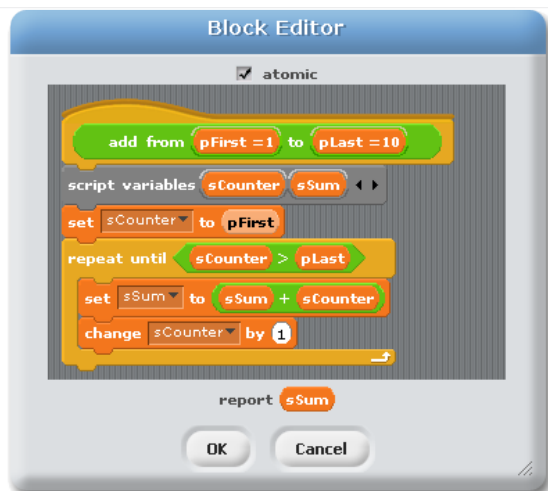 Block Editor
atomic
add from pFirst = 1 to pLast = 10
script variables sCounter sSum
set sCounter to pFirst
repeat until sCounter > pLast
set sSum to sSum + sCounter
change sCounter by 1
report sSum
OK Cancel